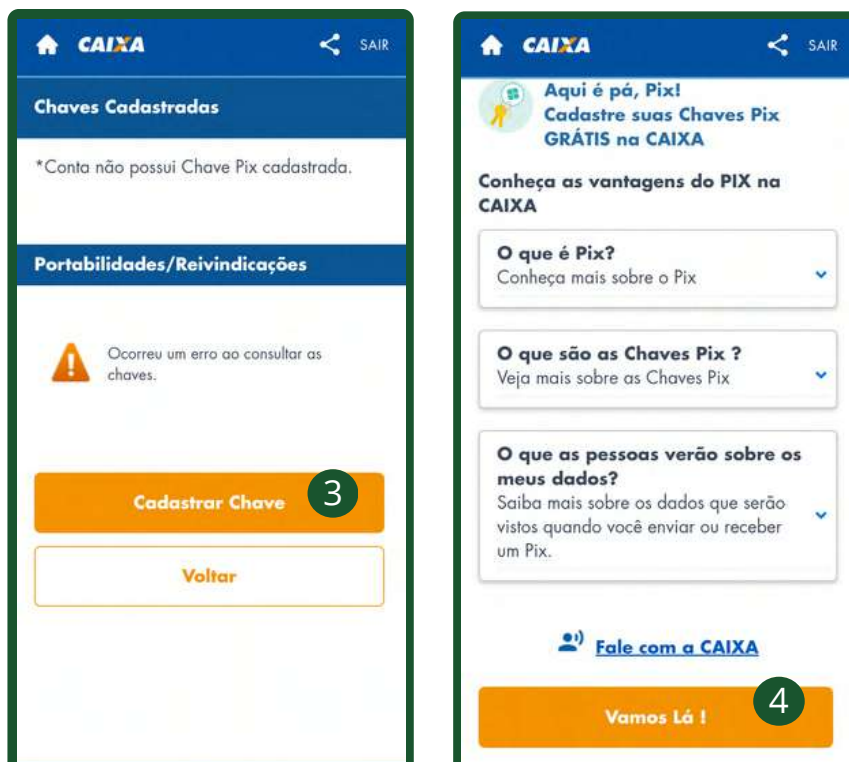 CAIXA
SAIR
Chaves Cadastradas
*Conta não possui Chave Pix cadastrada.
Portabilidades/Reivindicações
Ocorreu um erro ao consultar as
chaves.
Cadastrar Chave
3
Voltar
CAIXA
SAIR
Aqui é pá, Pix!
Cadastre suas Chaves Pix
GRÁTIS na CAIXA
Conheça as vantagens do PIX na
CAIXA
O que é Pix?
Conheça mais sobre o Pix
O que são as Chaves Pix ?
Veja mais sobre as Chaves Pix
O que as pessoas verão sobre os
meus dados?
Saiba mais sobre os dados que serão
vistos quando você enviar ou receber
um Pix.
Fale com a CAIXA
Vamos Lá !
4